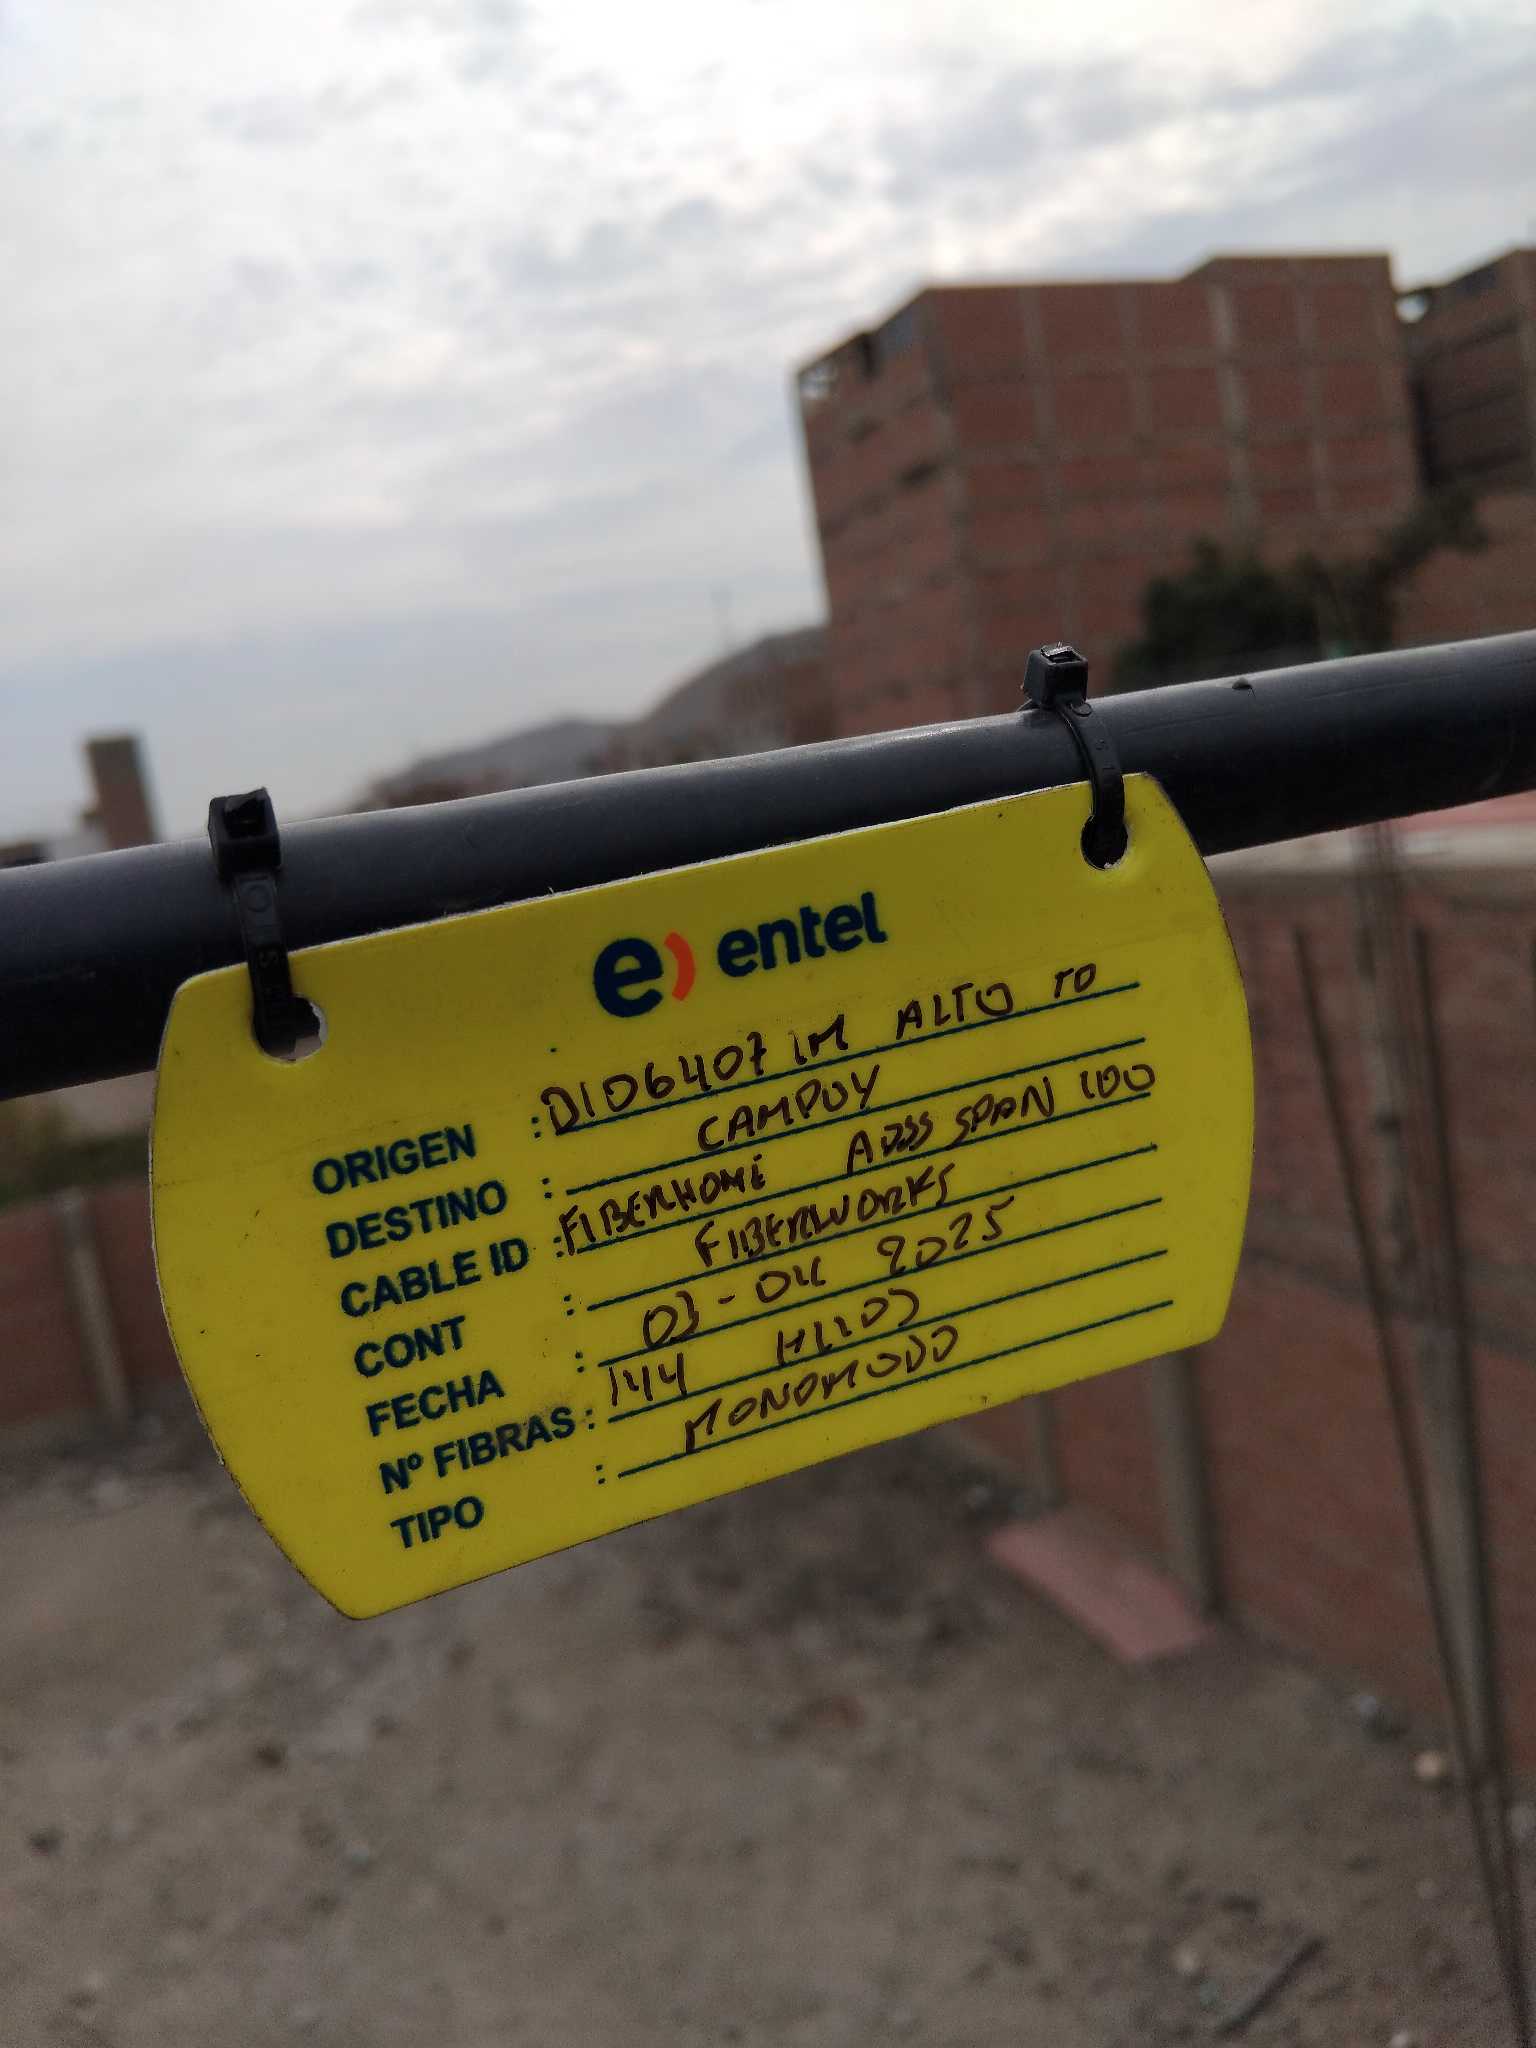 e) entel
ORIGEN : D106407 LM ALTO TO
DESTINO : CAMPOY
CABLE ID : FIBERHOME ADSS SPAN 100
CONT : FIBERWORKS
FECHA : 03-04 2025
Nº FIBRAS : 144 HILOS
TIPO : MONOMODO